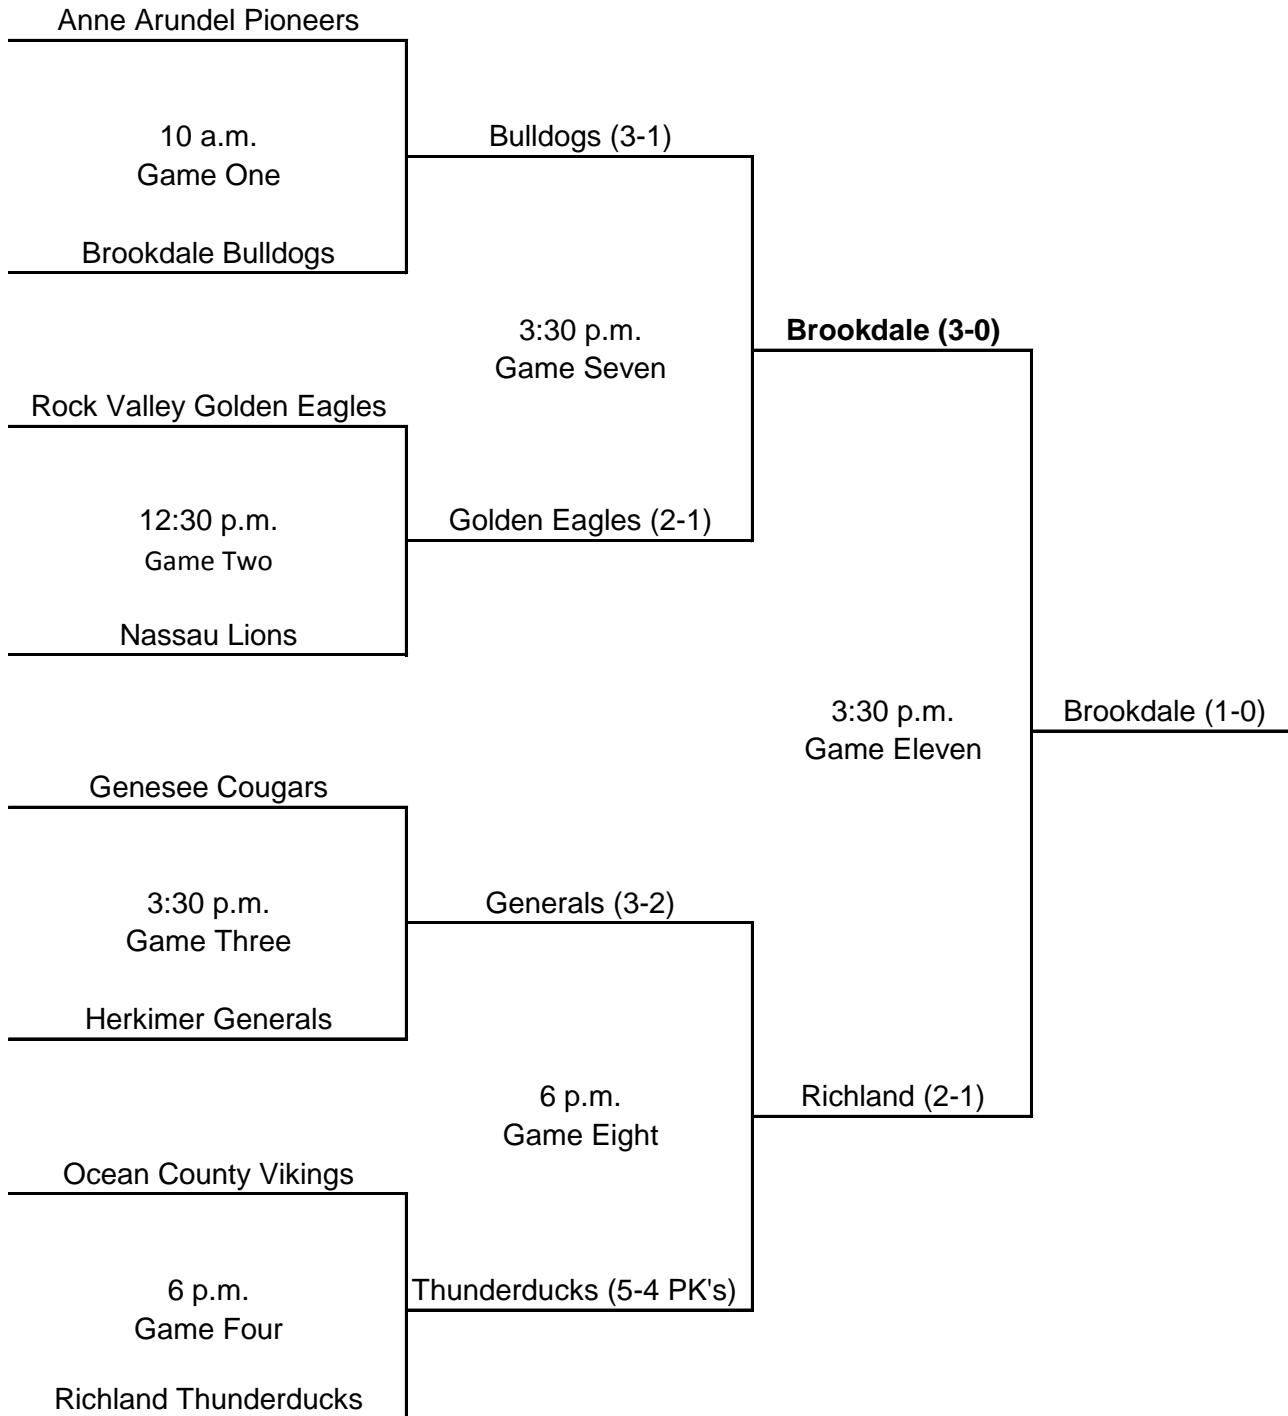 Anne Arundel Pioneers
10 a.m.
Game One
Bulldogs (3-1)
Brookdale Bulldogs
3:30 p.m.
Game Seven
Brookdale (3-0)
Rock Valley Golden Eagles
12:30 p.m.
Game Two
Golden Eagles (2-1)
Nassau Lions
3:30 p.m.
Game Eleven
Brookdale (1-0)
Genesee Cougars
3:30 p.m.
Game Three
Generals (3-2)
Herkimer Generals
6 p.m.
Game Eight
Richland (2-1)
Ocean County Vikings
6 p.m.
Game Four
Thunderducks (5-4 PK's)
Richland Thunderducks